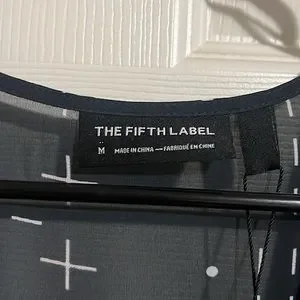 THE FIFTH LABEL
M
MADE IN CHINA — FABRIQUÉ EN CHINE